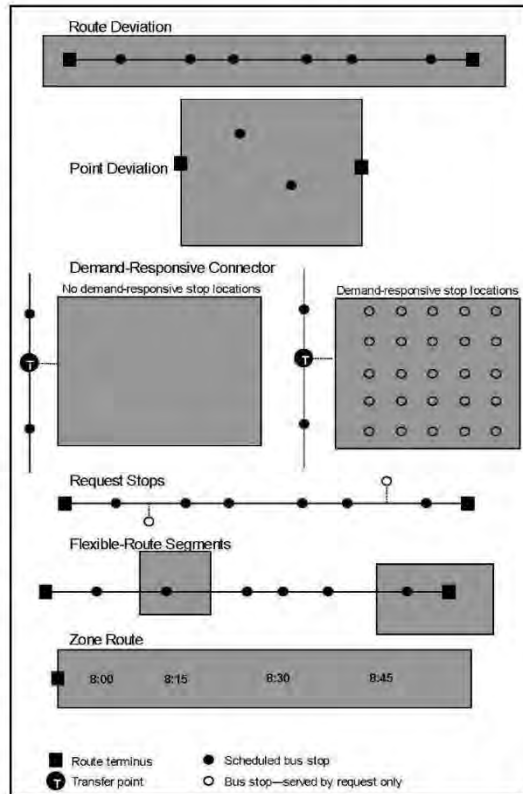 Route Deviation
Point Deviation
Demand-Responsive Connector
No demand-responsive stop locations
Demand-responsive stop locations
T
T
Request Stops
Flexible-Route Segments
Zone Route
8:00 8:15 8:30 8:45
Route terminus
Scheduled bus stop
T
Transfer point
Bus stop—served by request only